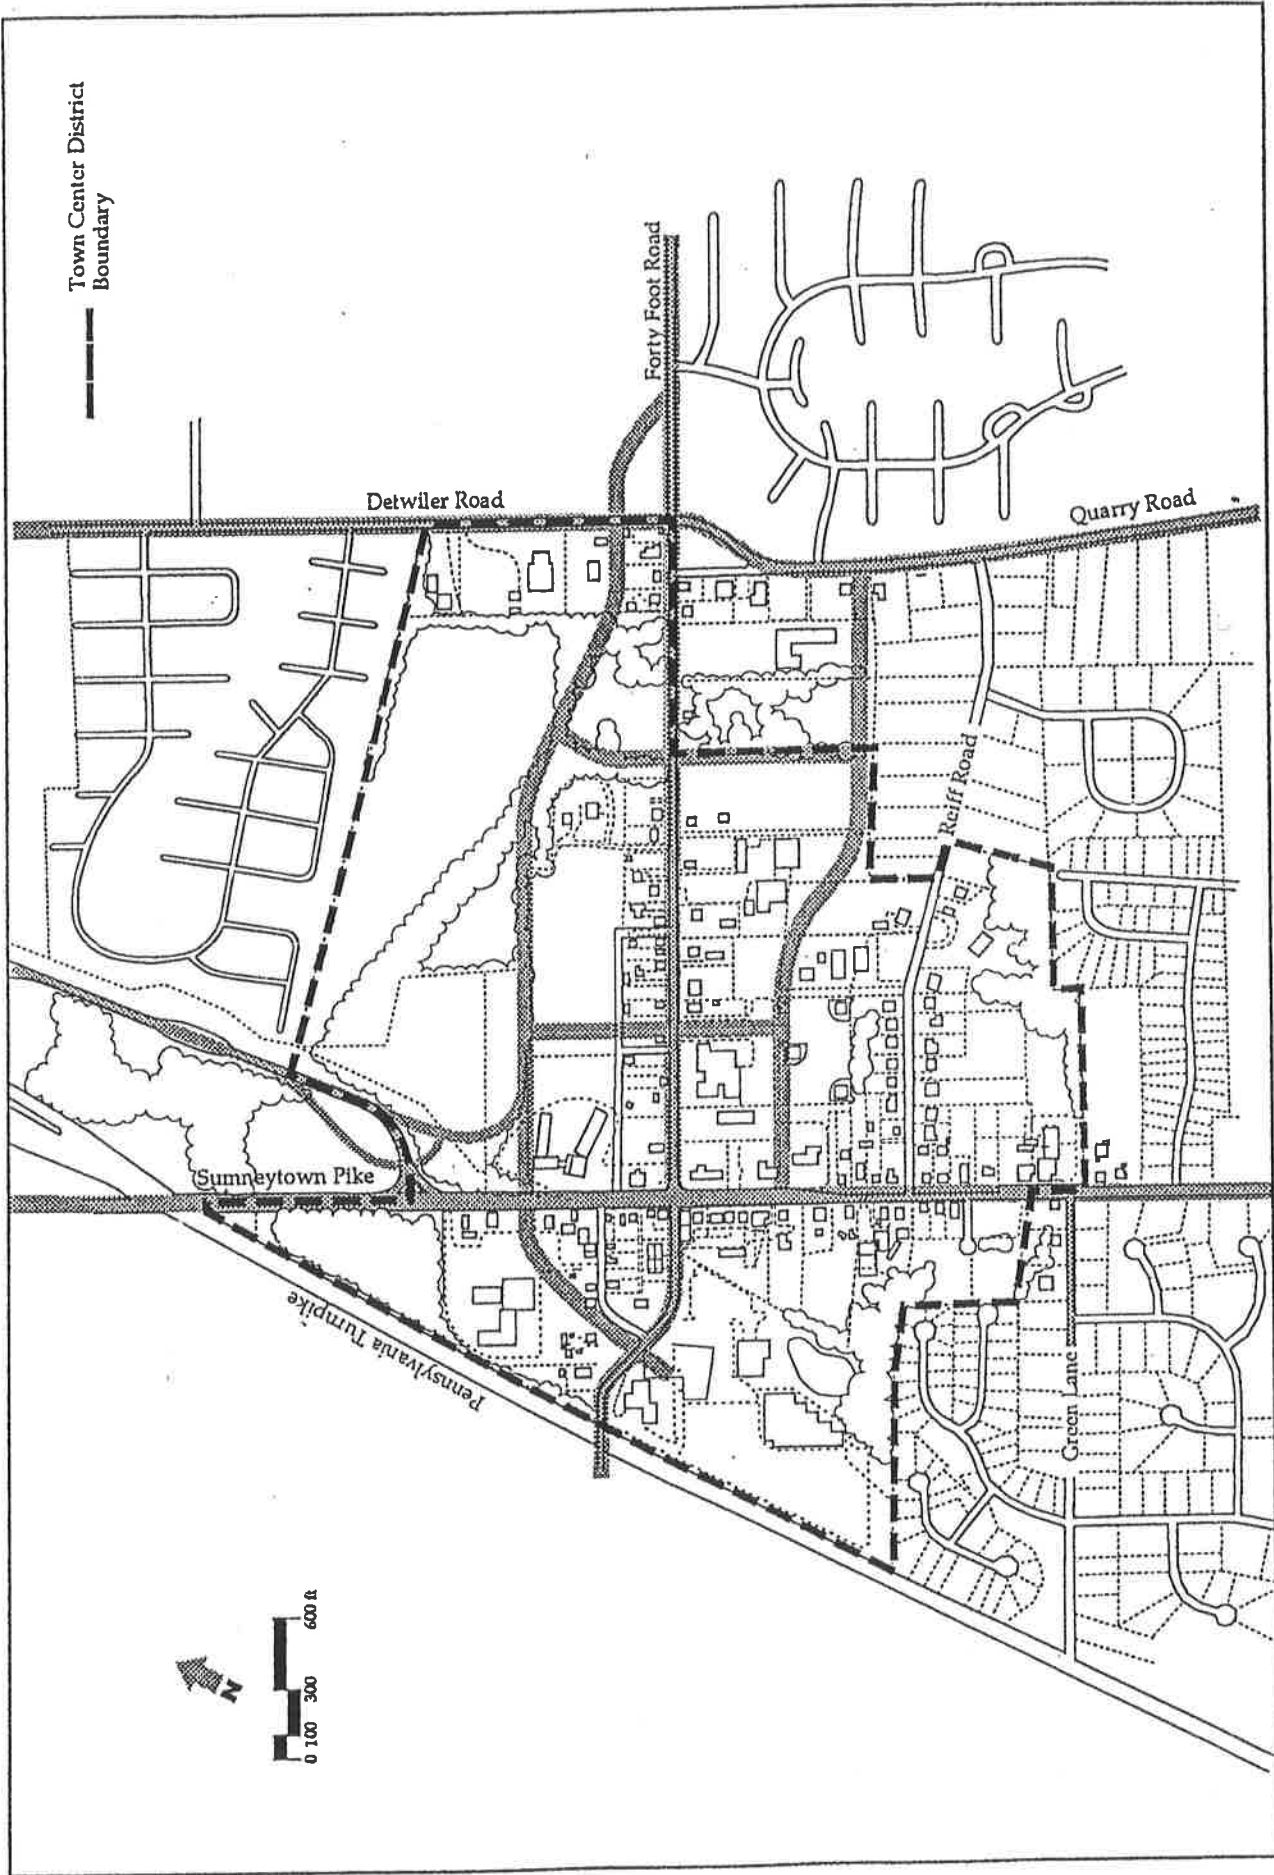 Town Center District
Boundary
Forty Foot Road
Detwiler Road
Quarry Road
Sumneytown Pike
Reff Road
Pennsylvania Turnpike
Green Lane
N
0 100 300 600 ft